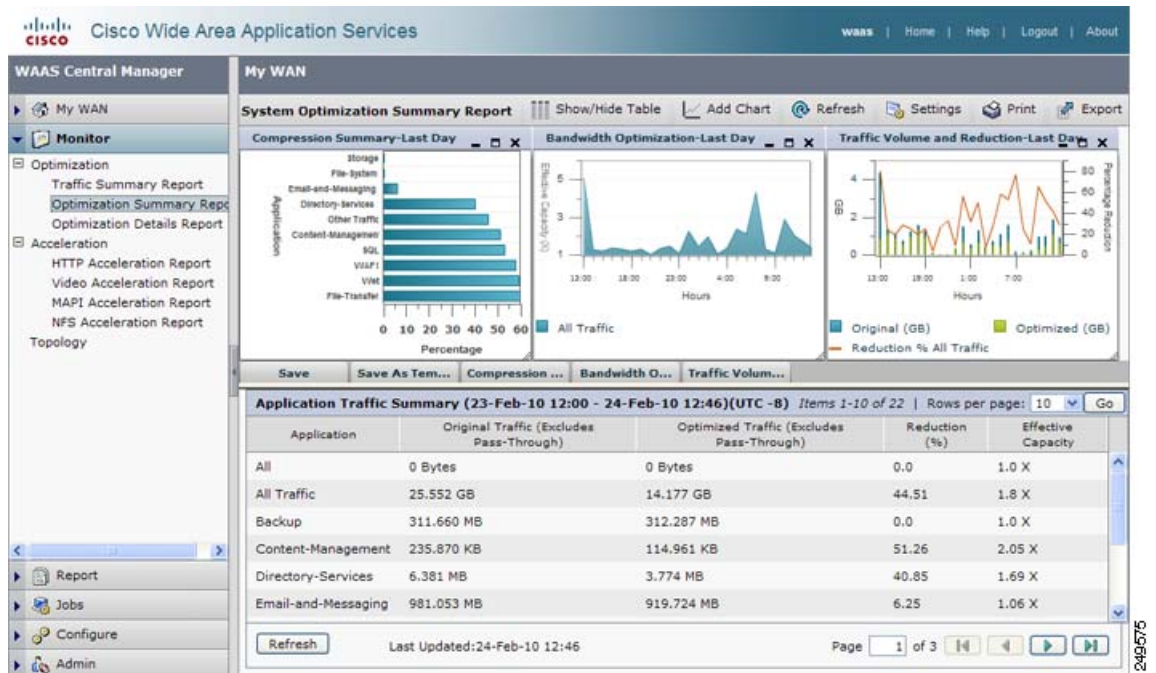 CISCO Cisco Wide Area Application Services
waas | Home | Help | Logout | About
WAAS Central Manager
My WAN
My WAN
Monitor
Optimization
Traffic Summary Report
Optimization Summary Repo
Optimization Details Report
Acceleration
HTTP Acceleration Report
Video Acceleration Report
MAPI Acceleration Report
NFS Acceleration Report
Topology
Report
Jobs
Configure
Admin
System Optimization Summary Report Show/Hide Table Add Chart Refresh Settings Print Export
Compression Summary-Last Day
Application
Storage
File-System
Email-and-Messaging
Directory-Services
Other Traffic
Content-Management
SQL
WAFS
Web
File-Transfer
0 10 20 30 40 50 60
Percentage
Bandwidth Optimization-Last Day
Effective Capacity (X)
5
3
1
13:00 18:00 23:00 4:00 9:00
Hours
All Traffic
Traffic Volume and Reduction-Last Day
GB
4
2
0
80
60
40
20
0
Percentage Reduction
13:00 19:00 1:00 7:00
Hours
Original (GB) Optimized (GB)
Reduction % All Traffic
Save Save As Tem... Compression ... Bandwidth O... Traffic Volum...
Application Traffic Summary (23-Feb-10 12:00 - 24-Feb-10 12:46)(UTC -8) Items 1-10 of 22 | Rows per page: 10 Go
Application Original Traffic (Excludes Pass-Through) Optimized Traffic (Excludes Pass-Through) Reduction (%) Effective Capacity
All 0 Bytes 0 Bytes 0.0 1.0 X
All Traffic 25.552 GB 14.177 GB 44.51 1.8 X
Backup 311.660 MB 312.287 MB 0.0 1.0 X
Content-Management 235.870 KB 114.961 KB 51.26 2.05 X
Directory-Services 6.381 MB 3.774 MB 40.85 1.69 X
Email-and-Messaging 981.053 MB 919.724 MB 6.25 1.06 X
Refresh Last Updated:24-Feb-10 12:46 Page 1 of 3
249575